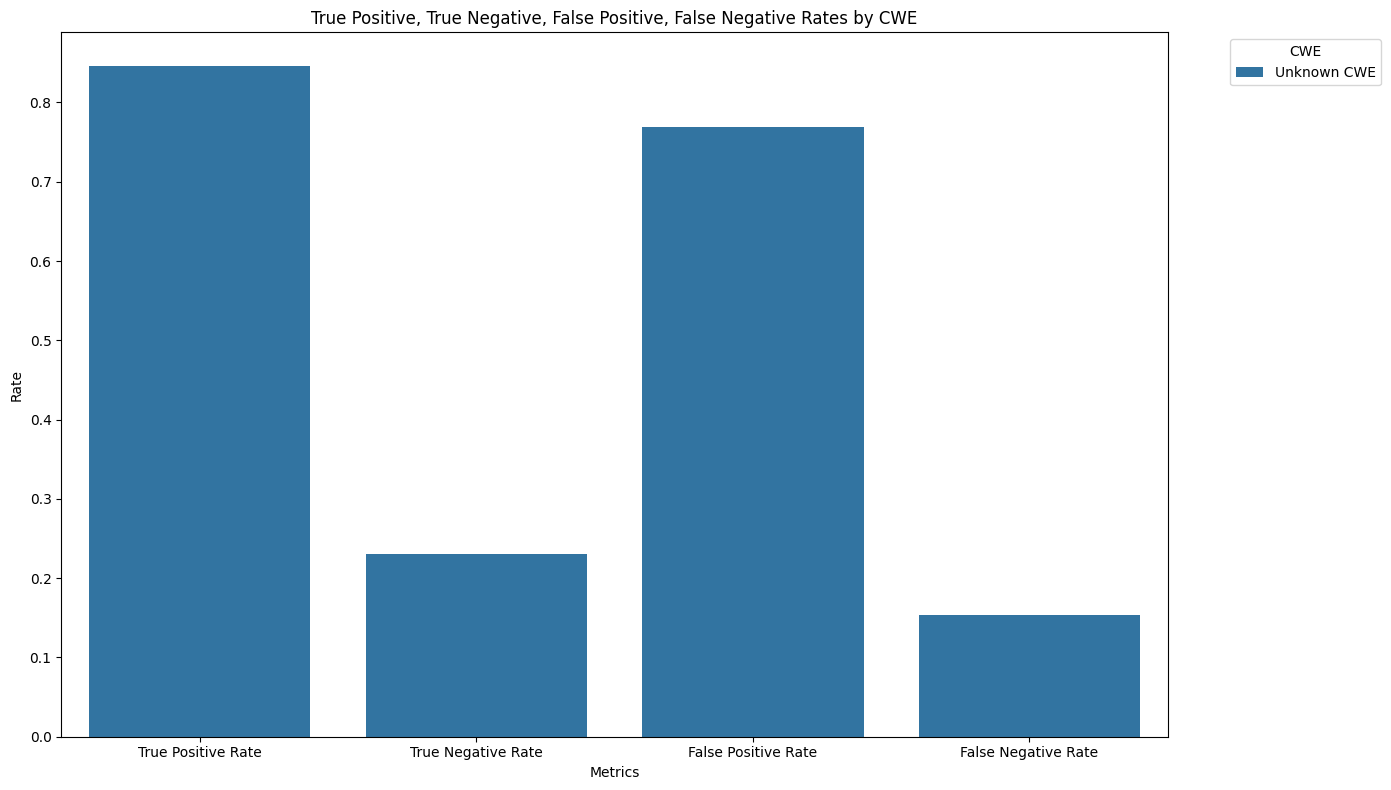 True Positive, True Negative, False Positive, False Negative Rates by CWE
CWE
Unknown CWE
Rate
0.8
0.7
0.6
0.5
0.4
0.3
0.2
0.1
0.0
True Positive Rate
True Negative Rate
False Positive Rate
False Negative Rate
Metrics